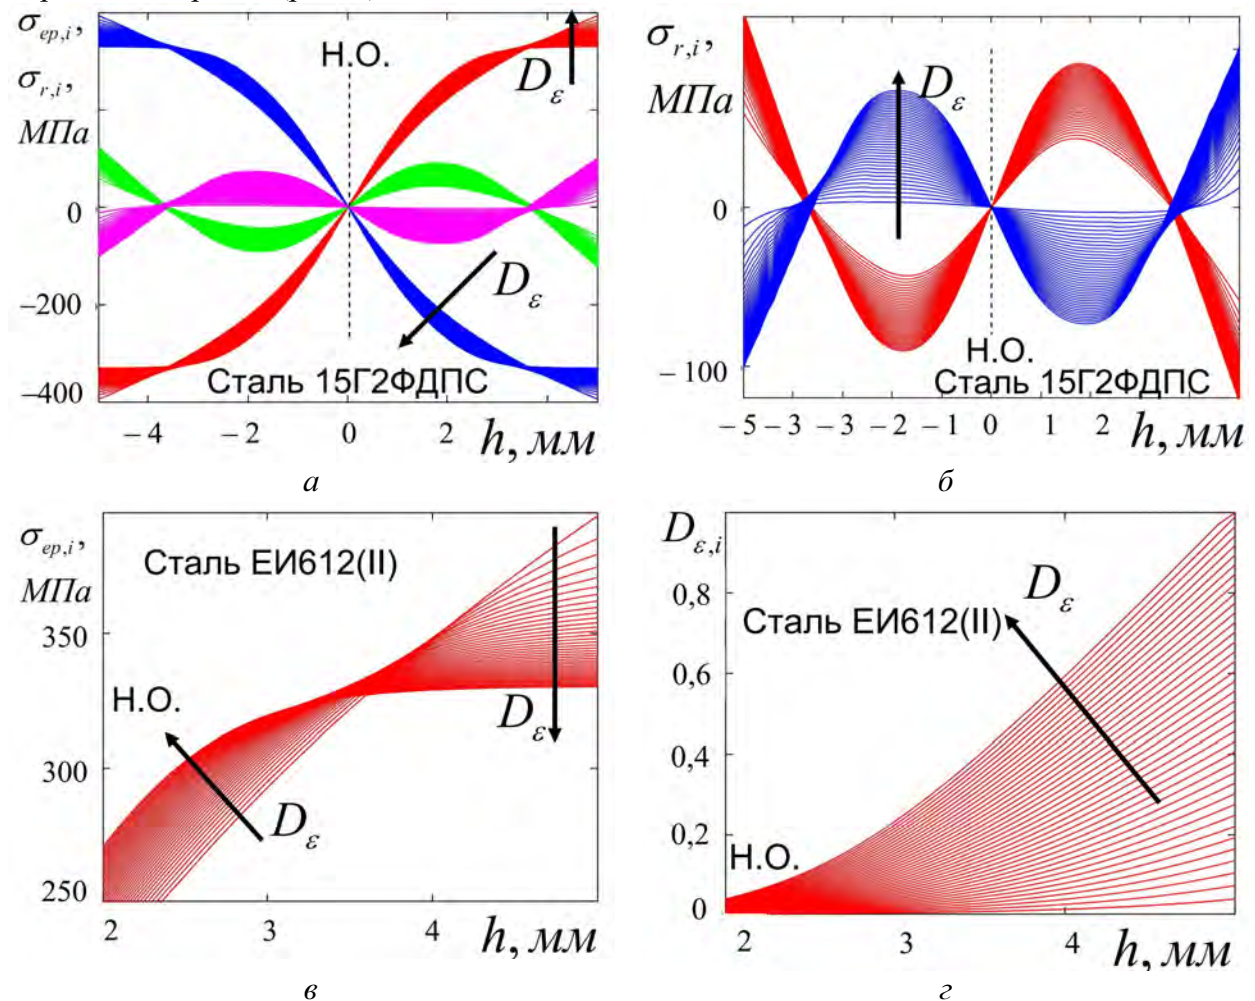 σ_{ep,i},
σ_{r,i},
МПа
0
−200
−400
Н.О.
D_ε
D_ε
Сталь 15Г2ФДПС
−4 −2 0 2 h, мм
а
σ_{r,i},
МПа
0
−100
D_ε
Н.О.
Сталь 15Г2ФДПС
−5 −3 −3 −2 −1 0 1 2 h, мм
б
σ_{ep,i},
МПа
350
300
250
Сталь ЕИ612(II)
Н.О.
D_ε
D_ε
2 3 4 h, мм
в
D_{ε,i}
0,8
0,6
0,4
0,2
0
D_ε
Сталь ЕИ612(II)
Н.О.
2 3 4 h, мм
г